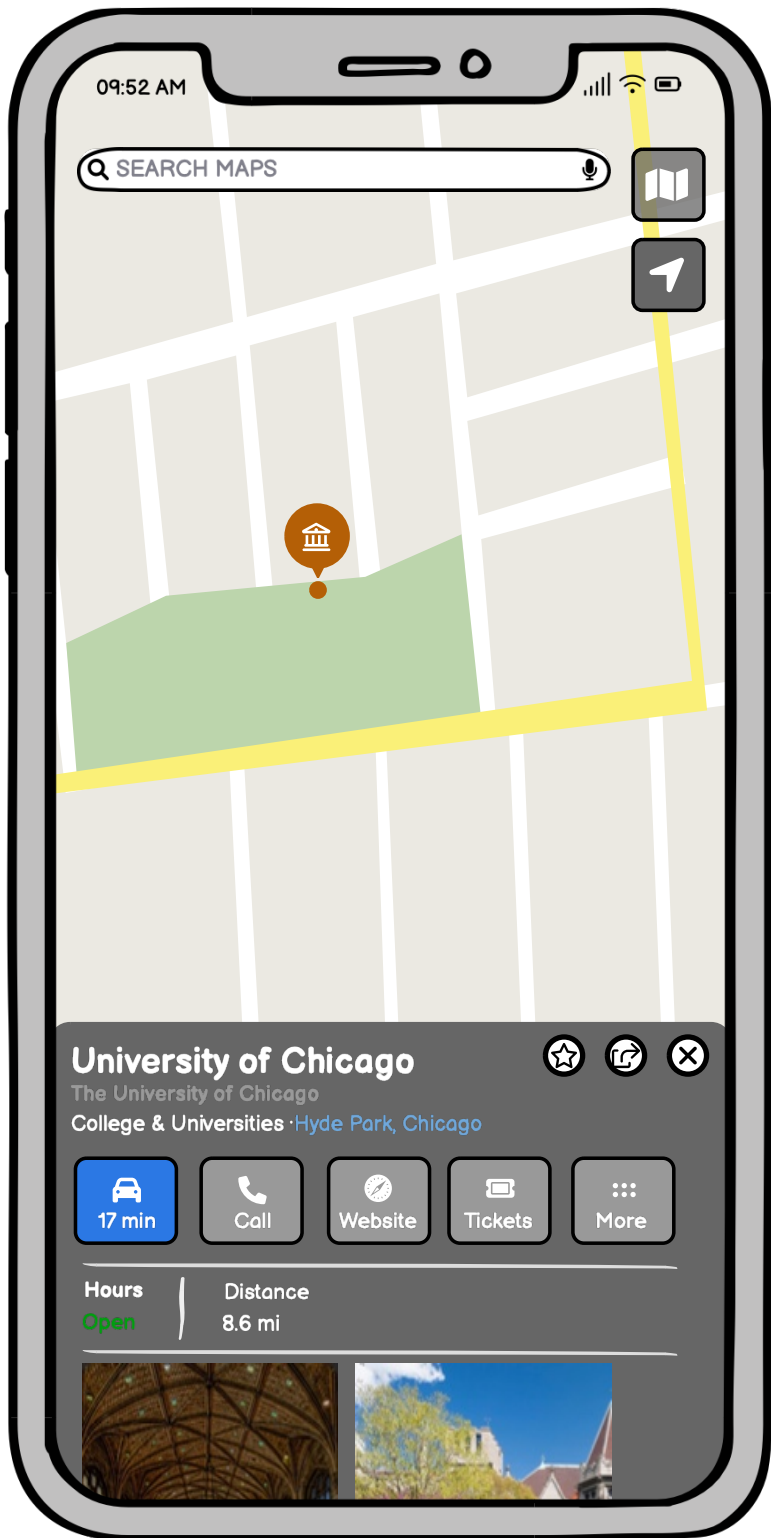 09:52 AM
SEARCH MAPS
University of Chicago
The University of Chicago
College & Universities ·Hyde Park, Chicago
17 min
Call
Website
Tickets
More
Hours
Distance
Open
8.6 mi